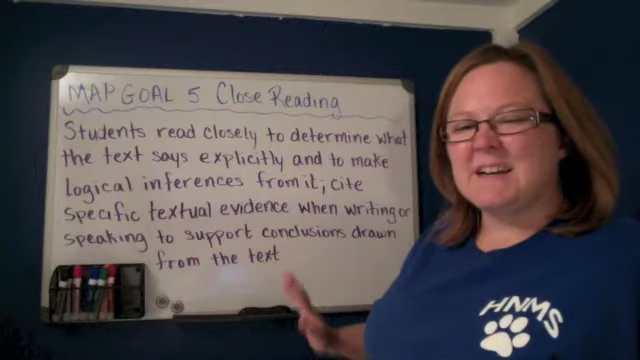 MAP GOAL 5 Close Reading
Students read closely to determine what
the text says explicitly and to make
logical inferences from it; cite
specific textual evidence when writing or
speaking to support conclusions drawn
from the text
HNMS